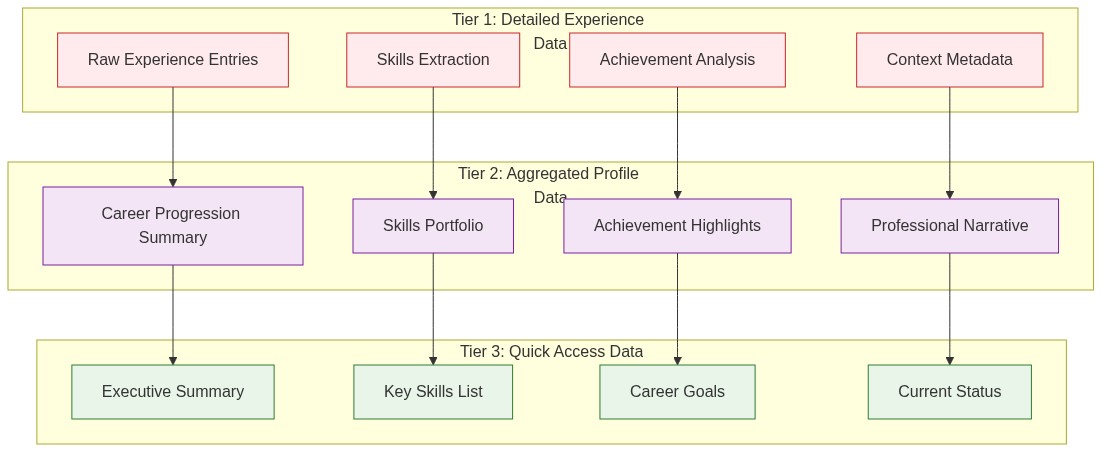 Tier 1: Detailed Experience
Data
Raw Experience Entries
Skills Extraction
Achievement Analysis
Context Metadata
Tier 2: Aggregated Profile
Data
Career Progression
Summary
Skills Portfolio
Achievement Highlights
Professional Narrative
Tier 3: Quick Access Data
Executive Summary
Key Skills List
Career Goals
Current Status